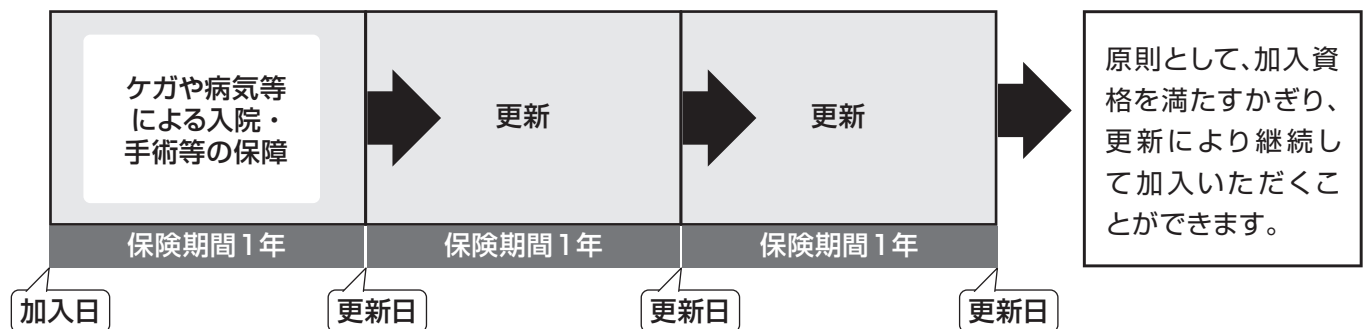 ケガや病気等
による入院・
手術等の保障
更新
更新
原則として、加入資
格を満たすかぎり、
更新により継続し
て加入いただくこ
とができます。
保険期間1年
保険期間1年
保険期間1年
加入日
更新日
更新日
更新日